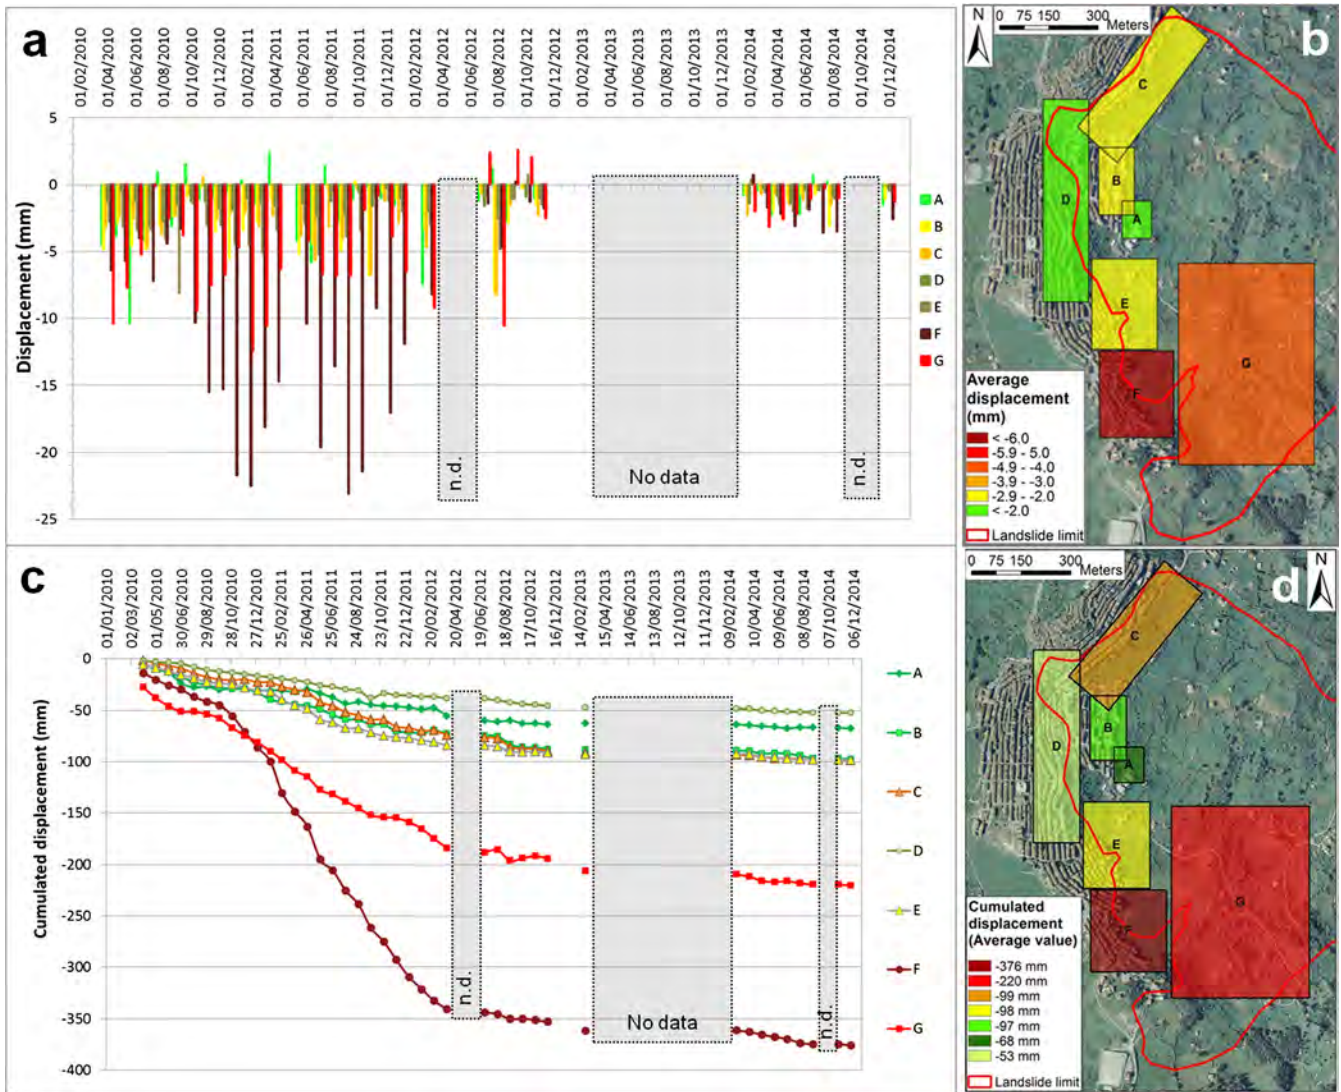 a
01/02/2010
01/04/2010
01/06/2010
01/08/2010
01/10/2010
01/12/2010
01/02/2011
01/04/2011
01/06/2011
01/08/2011
01/10/2011
01/12/2011
01/02/2012
01/04/2012
01/06/2012
01/08/2012
01/10/2012
01/12/2012
01/02/2013
01/04/2013
01/06/2013
01/08/2013
01/10/2013
01/12/2013
01/02/2014
01/04/2014
01/06/2014
01/08/2014
01/10/2014
01/12/2014
Displacement (mm)
5
0
-5
-10
-15
-20
-25
n.d.
No data
n.d.
A
B
C
D
E
F
G
b
N
0 75 150 300
Meters
C
B
D
A
E
F
G
Average
displacement
(mm)
< -6.0
-5.9 - 5.0
-4.9 - -4.0
-3.9 - -3.0
-2.9 - -2.0
< -2.0
Landslide limit
c
01/01/2010
02/03/2010
01/05/2010
30/06/2010
29/08/2010
28/10/2010
27/12/2010
25/02/2011
26/04/2011
25/06/2011
24/08/2011
23/10/2011
22/12/2011
20/02/2012
20/04/2012
19/06/2012
18/08/2012
17/10/2012
16/12/2012
14/02/2013
15/04/2013
14/06/2013
13/08/2013
12/10/2013
11/12/2013
09/02/2014
10/04/2014
09/06/2014
08/08/2014
07/10/2014
06/12/2014
Cumulated displacement (mm)
0
-50
-100
-150
-200
-250
-300
-350
-400
n.d.
No data
n.d.
A
B
C
D
E
F
G
d
0 75 150 300
Meters
N
C
B
D
A
E
F
G
Cumulated
displacement
(Average value)
-376 mm
-220 mm
-99 mm
-98 mm
-97 mm
-68 mm
-53 mm
Landslide limit